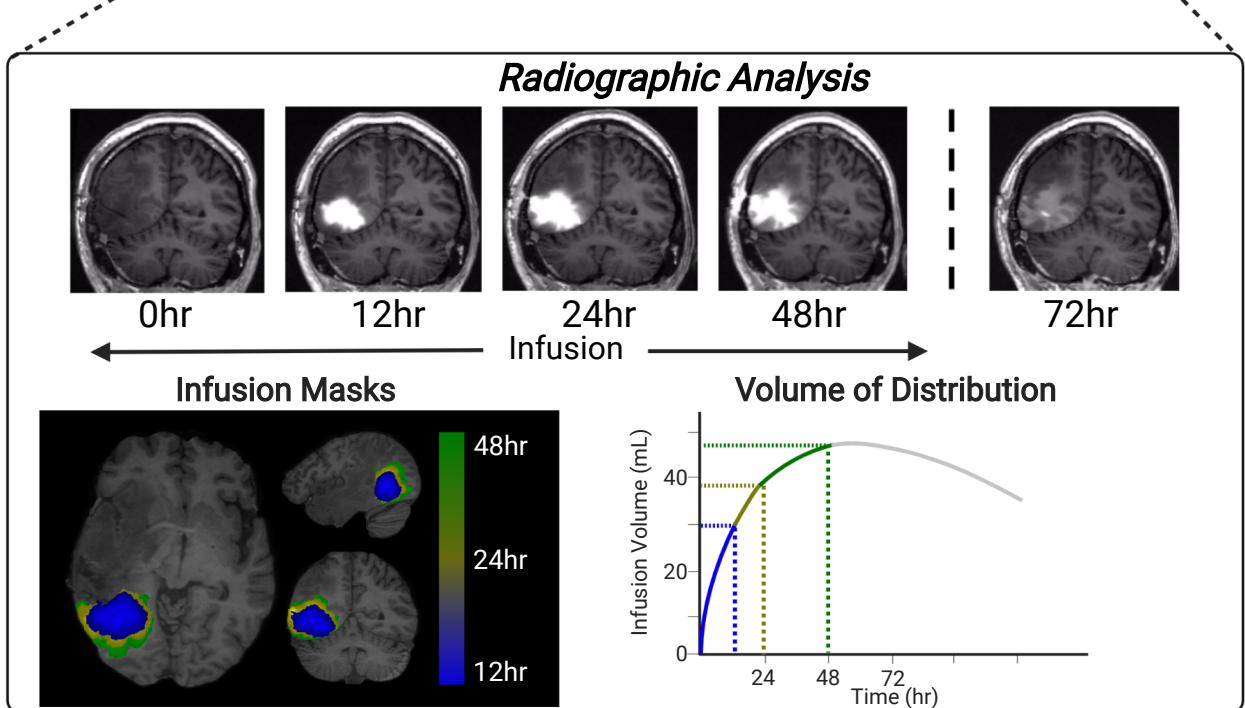 Radiographic Analysis
0hr
12hr
24hr
48hr
72hr
Infusion
Infusion Masks
48hr
24hr
12hr
Volume of Distribution
Infusion Volume (mL)
40
20
0
24
48
72
Time (hr)